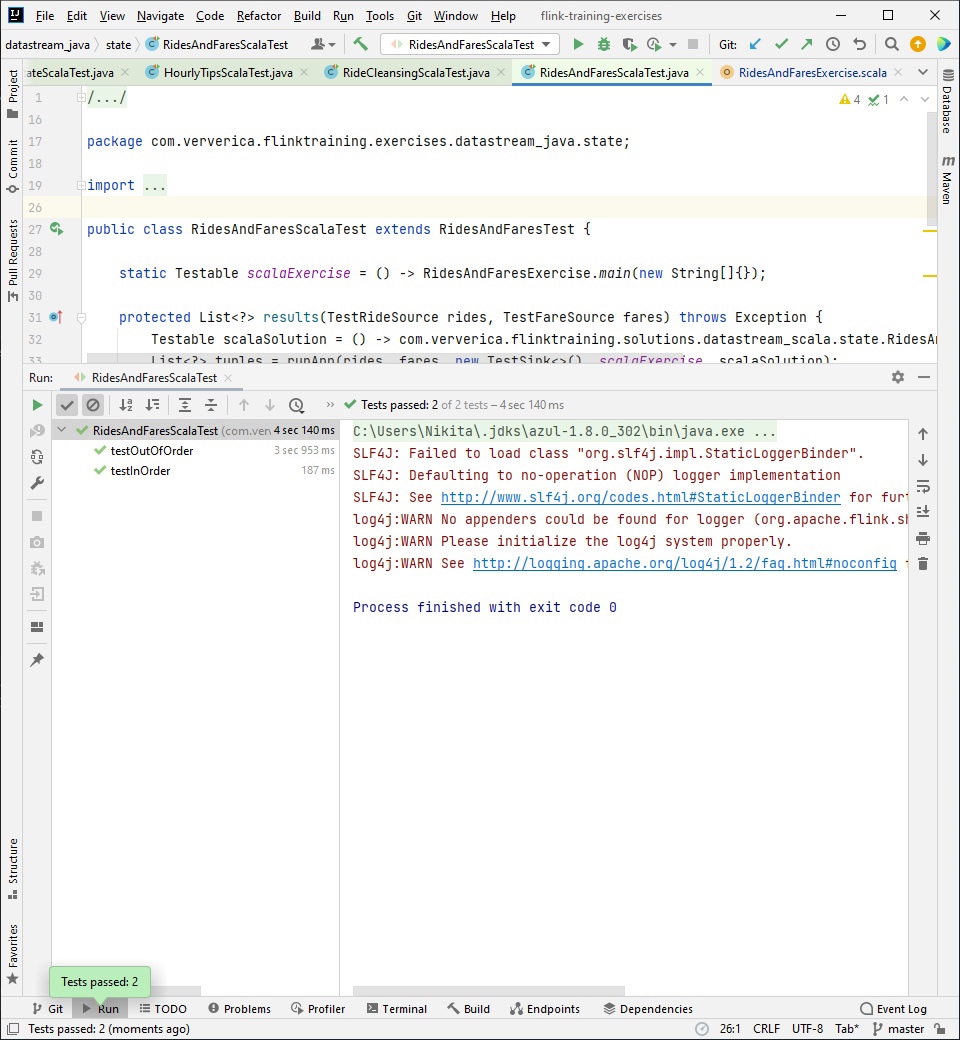 File Edit View Navigate Code Refactor Build Run Tools Git Window Help flink-training-exercises
datastream_java state RidesAndFaresScalaTest RidesAndFaresScalaTest Git:
ateScalaTest.java HourlyTipsScalaTest.java RideCleansingScalaTest.java RidesAndFaresScalaTest.java RidesAndFaresExercise.scala
Project
Commit
Pull Requests
Structure
Favorites
Database
m Maven
1 /.../ 4 1
16
17 package com.ververica.flinktraining.exercises.datastream_java.state;
18
19 import ...
26
27 public class RidesAndFaresScalaTest extends RidesAndFaresTest {
28
29 static Testable scalaExercise = () -> RidesAndFaresExercise.main(new String[]{});
30
31 protected List<?> results(TestRideSource rides, TestFareSource fares) throws Exception {
32 Testable scalaSolution = () -> com.ververica.flinktraining.solutions.datastream_scala.state.RidesAn
33 List<?> tuples = runApp(rides, fares, new TestSink<>(), scalaExercise, scalaSolution);
Run: RidesAndFaresScalaTest
Tests passed: 2 of 2 tests – 4 sec 140 ms
RidesAndFaresScalaTest (com.ver 4 sec 140 ms
testOutOfOrder 3 sec 953 ms
testInOrder 187 ms
C:\Users\Nikita\.jdks\azul-1.8.0_302\bin\java.exe ...
SLF4J: Failed to load class "org.slf4j.impl.StaticLoggerBinder".
SLF4J: Defaulting to no-operation (NOP) logger implementation
SLF4J: See http://www.slf4j.org/codes.html#StaticLoggerBinder for furt
log4j:WARN No appenders could be found for logger (org.apache.flink.sh
log4j:WARN Please initialize the log4j system properly.
log4j:WARN See http://logging.apache.org/log4j/1.2/faq.html#noconfig f
Process finished with exit code 0
Tests passed: 2
Git Run TODO Problems Profiler Terminal Build Endpoints Dependencies Event Log
Tests passed: 2 (moments ago) 26:1 CRLF UTF-8 Tab* master